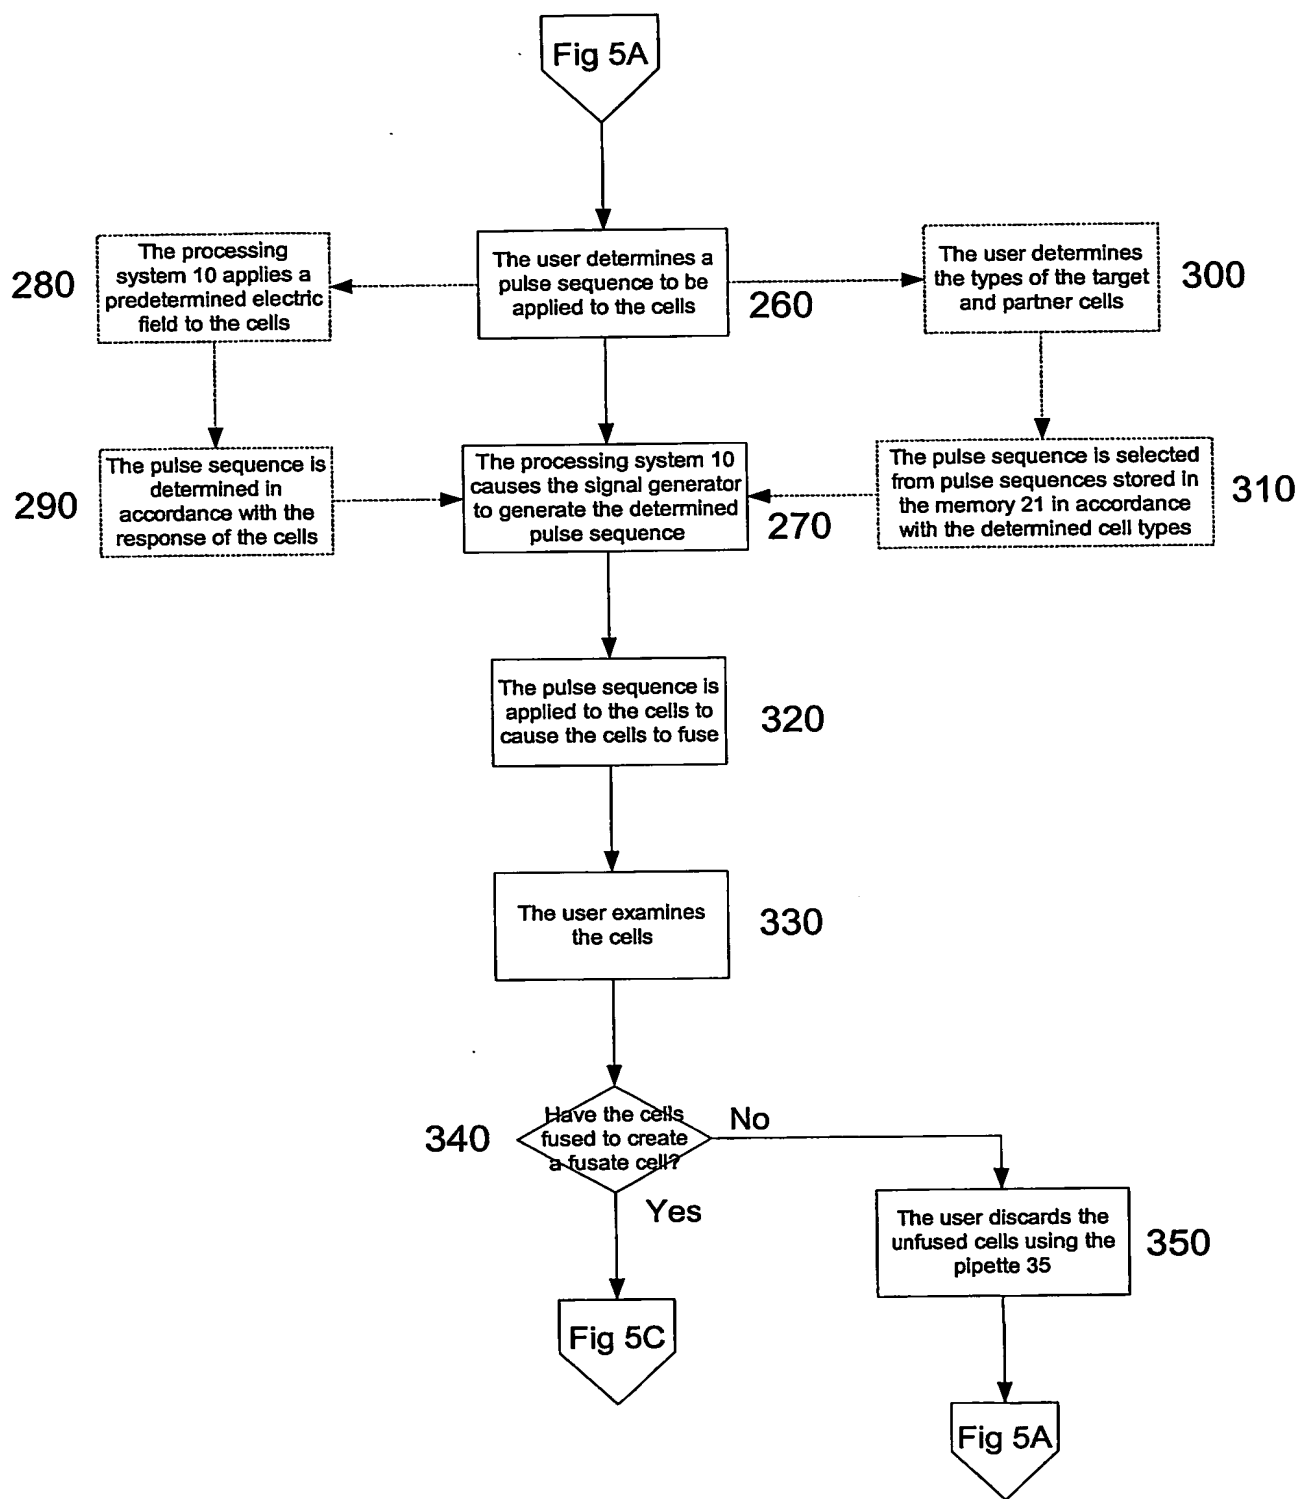 Fig 5A
The processing
system 10 applies a
predetermined electric
field to the cells
280
The user determines a
pulse sequence to be
applied to the cells
260
The user determines
the types of the target
and partner cells
300
The pulse sequence is
determined in
accordance with the
response of the cells
290
The processing system 10
causes the signal generator
to generate the determined
pulse sequence
270
The pulse sequence is selected
from pulse sequences stored in
the memory 21 in accordance
with the determined cell types
310
The pulse sequence is
applied to the cells to
cause the cells to fuse
320
The user examines
the cells
330
340
Have the cells
fused to create
a fusate cell?
No
Yes
The user discards the
unfused cells using the
pipette 35
350
Fig 5C
Fig 5A